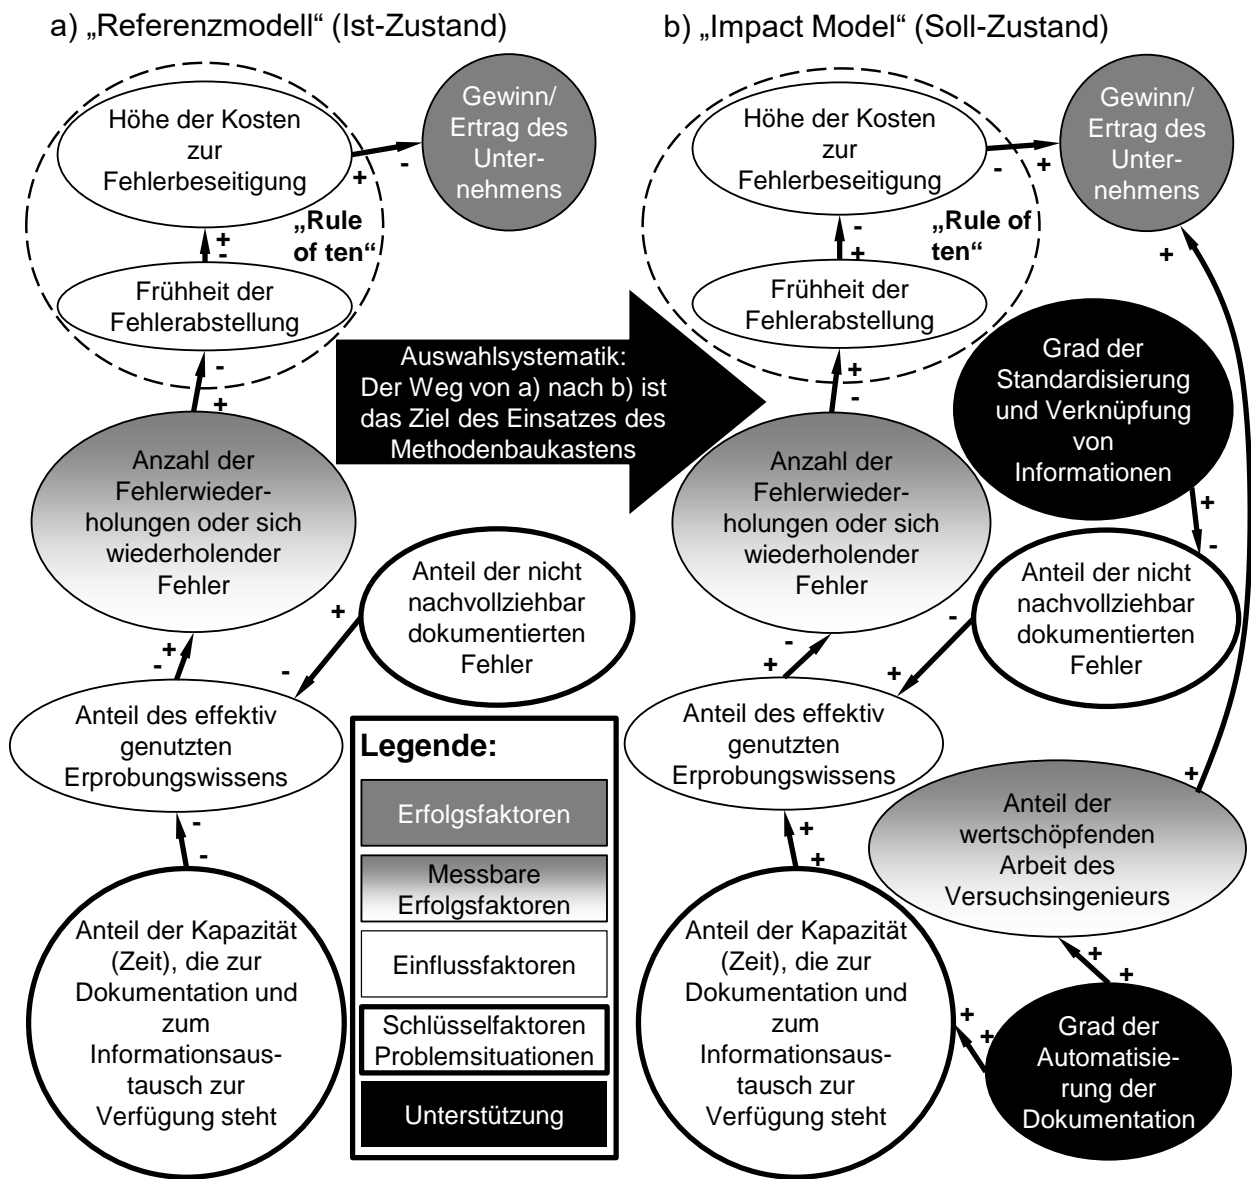 a) „Referenzmodell“ (Ist-Zustand)
Höhe der Kosten
zur
Fehlerbeseitigung
+
-
Gewinn/
Ertrag des
Unter-
nehmens
„Rule
of ten“
+
-
Frühheit der
Fehlerabstellung
-
+
Anzahl der
Fehlerwieder-
holungen oder sich
wiederholender
Fehler
+
-
Anteil der nicht
nachvollziehbar
dokumentierten
Fehler
+
-
Anteil des effektiv
genutzten
Erprobungswissens
-
-
Anteil der Kapazität
(Zeit), die zur
Dokumentation und
zum
Informationsaus-
tausch zur
Verfügung steht
Auswahlsystematik:
Der Weg von a) nach b) ist
das Ziel des Einsatzes des
Methodenbaukastens
Legende:
Erfolgsfaktoren
Messbare
Erfolgsfaktoren
Einflussfaktoren
Schlüsselfaktoren
Problemsituationen
Unterstützung
b) „Impact Model“ (Soll-Zustand)
Höhe der Kosten
zur
Fehlerbeseitigung
-
+
Gewinn/
Ertrag des
Unter-
nehmens
+
„Rule of
ten“
-
+
Frühheit der
Fehlerabstellung
+
-
Grad der
Standardisierung
und Verknüpfung
von
Informationen
+
-
Anzahl der
Fehlerwieder-
holungen oder sich
wiederholender
Fehler
-
+
Anteil der nicht
nachvollziehbar
dokumentierten
Fehler
-
+
Anteil des effektiv
genutzten
Erprobungswissens
+
+
+
Anteil der
wertschöpfenden
Arbeit des
Versuchsingenieurs
+
+
Anteil der Kapazität
(Zeit), die zur
Dokumentation und
zum
Informationsaus-
tausch zur
Verfügung steht
+
+
Grad der
Automatisie-
rung der
Dokumentation